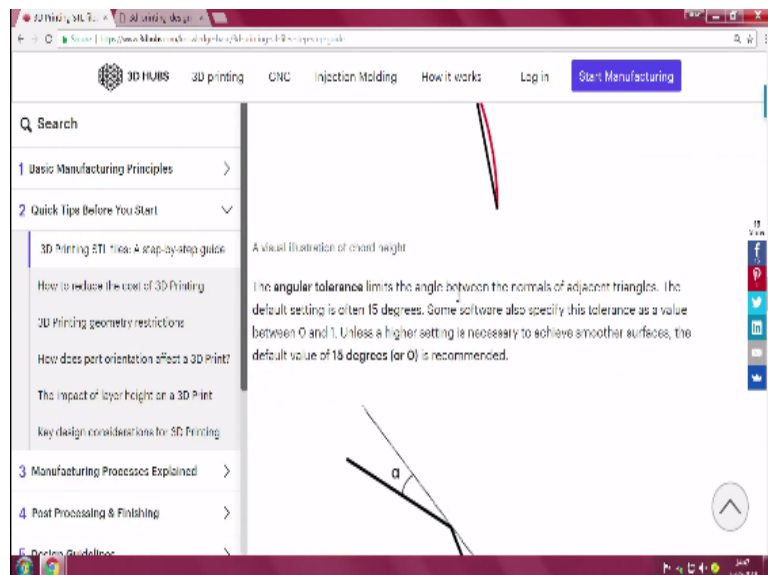 3D HUBS
3D printing
CNC
Injection Molding
How it works
Log in
Start Manufacturing
Search
1 Basic Manufacturing Principles
2 Quick Tips Before You Start
3D Printing STL files: A step-by-step guide
How to reduce the cost of 3D Printing
3D Printing geometry restrictions
How does part orientation affect a 3D Print?
The impact of layer height on a 3D Print
Key design considerations for 3D Printing
3 Manufacturing Processes Explained
4 Post Processing & Finishing
5 Design Guidelines
A visual illustration of chord height
The angular tolerance limits the angle between the normals of adjacent triangles. The
default setting is often 15 degrees. Some software also specify this tolerance as a value
between 0 and 1. Unless a higher setting is necessary to achieve smoother surfaces, the
default value of 15 degrees (or 0) is recommended.
α